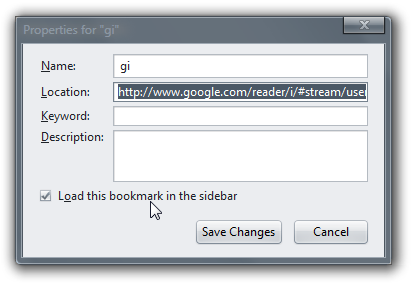 Properties for "gi"
Name: gi
Location: http://www.google.com/reader/i/#stream/user
Keyword:
Description:
Load this bookmark in the sidebar
Save Changes Cancel